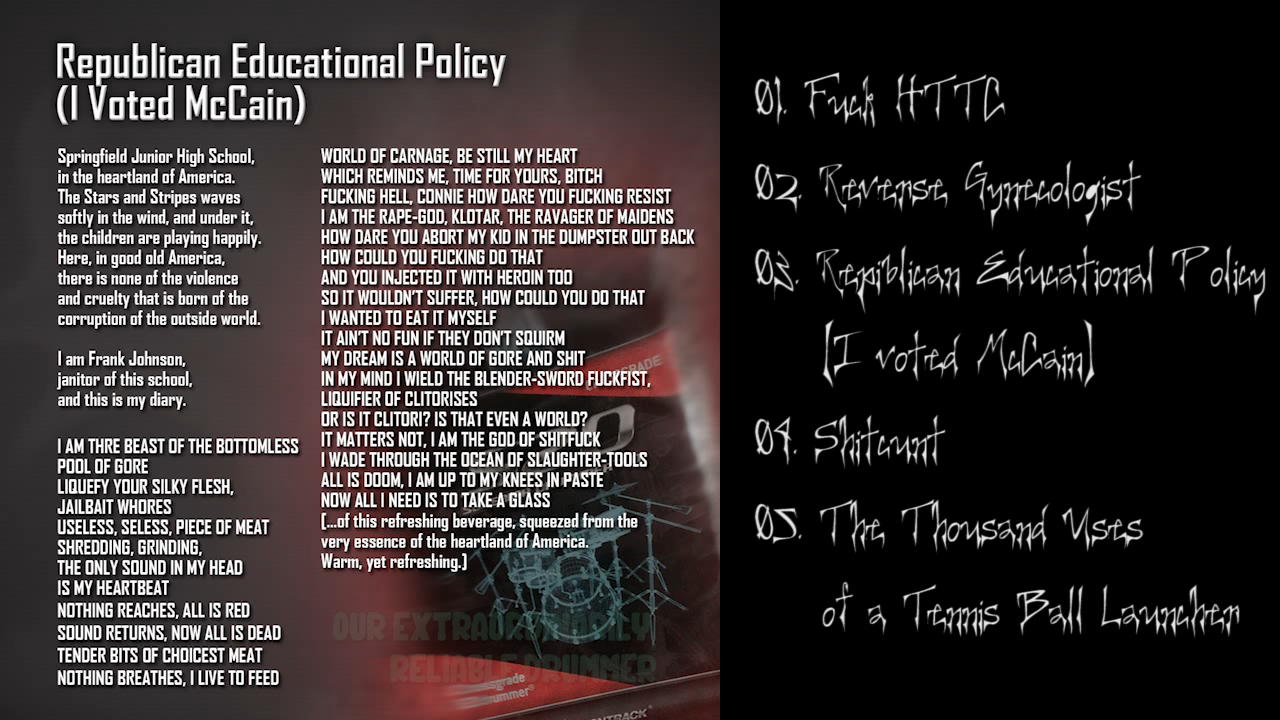 Republican Educational Policy
(I Voted McCain)
Springfield Junior High School,
in the heartland of America.
The Stars and Stripes waves
softly in the wind, and under it,
the children are playing happily.
Here, in good old America,
there is none of the violence
and cruelty that is born of the
corruption of the outside world.
I am Frank Johnson,
janitor of this school,
and this is my diary.
I AM THRE BEAST OF THE BOTTOMLESS
POOL OF GORE
LIQUEFY YOUR SILKY FLESH,
JAILBAIT WHORES
USELESS, SELESS, PIECE OF MEAT
SHREDDING, GRINDING,
THE ONLY SOUND IN MY HEAD
IS MY HEARTBEAT
NOTHING REACHES, ALL IS RED
SOUND RETURNS, NOW ALL IS DEAD
TENDER BITS OF CHOICEST MEAT
NOTHING BREATHES, I LIVE TO FEED
WORLD OF CARNAGE, BE STILL MY HEART
WHICH REMINDS ME, TIME FOR YOURS, BITCH
FUCKING HELL, CONNIE HOW DARE YOU FUCKING RESIST
I AM THE RAPE-GOD, KLOTAR, THE RAVAGER OF MAIDENS
HOW DARE YOU ABORT MY KID IN THE DUMPSTER OUT BACK
HOW COULD YOU FUCKING DO THAT
AND YOU INJECTED IT WITH HEROIN TOO
SO IT WOULDN'T SUFFER, HOW COULD YOU DO THAT
I WANTED TO EAT IT MYSELF
IT AIN'T NO FUN IF THEY DON'T SQUIRM
MY DREAM IS A WORLD OF GORE AND SHIT
IN MY MIND I WIELD THE BLENDER-SWORD FUCKFIST,
LIQUIFIER OF CLITORISES
OR IS IT CLITORI? IS THAT EVEN A WORLD?
IT MATTERS NOT, I AM THE GOD OF SHITFUCK
I WADE THROUGH THE OCEAN OF SLAUGHTER-TOOLS
ALL IS DOOM, I AM UP TO MY KNEES IN PASTE
NOW ALL I NEED IS TO TAKE A GLASS
[...of this refreshing beverage, squeezed from the
very essence of the heartland of America.
Warm, yet refreshing.]
OUR EXTRAORDINARILY
RELIABLE DRUMMER
01. Fuck HTTC
02. Reverse Gynecologist
03. Repiblican Educational Policy
[I voted McCain]
04. Shitcunt
05. The Thousand Uses
of a Tennis Ball Launcher